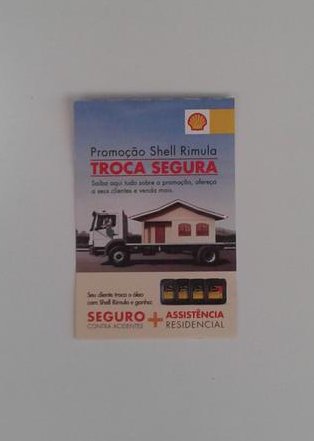 Promoção Shell Rimula
TROCA SEGURA
Saiba aqui tudo sobre a promoção, ofereça
a seus clientes e venda mais.
Seu cliente troca o óleo
com Shell Rimula e ganha:
SEGURO + ASSISTÊNCIA
CONTRA ACIDENTES RESIDENCIAL